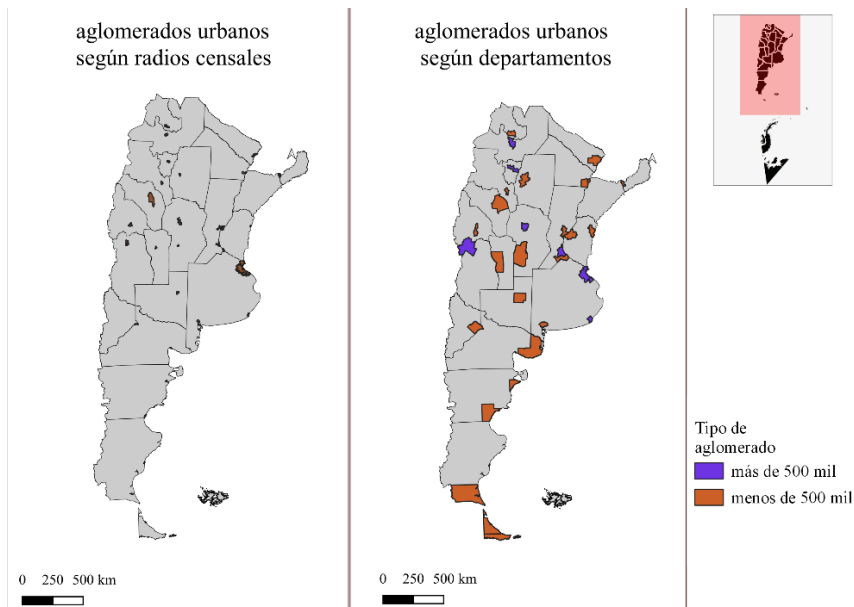 aglomerados urbanos
según radios censales
aglomerados urbanos
según departamentos
Tipo de
aglomerado
más de 500 mil
menos de 500 mil
0 250 500 km
0 250 500 km